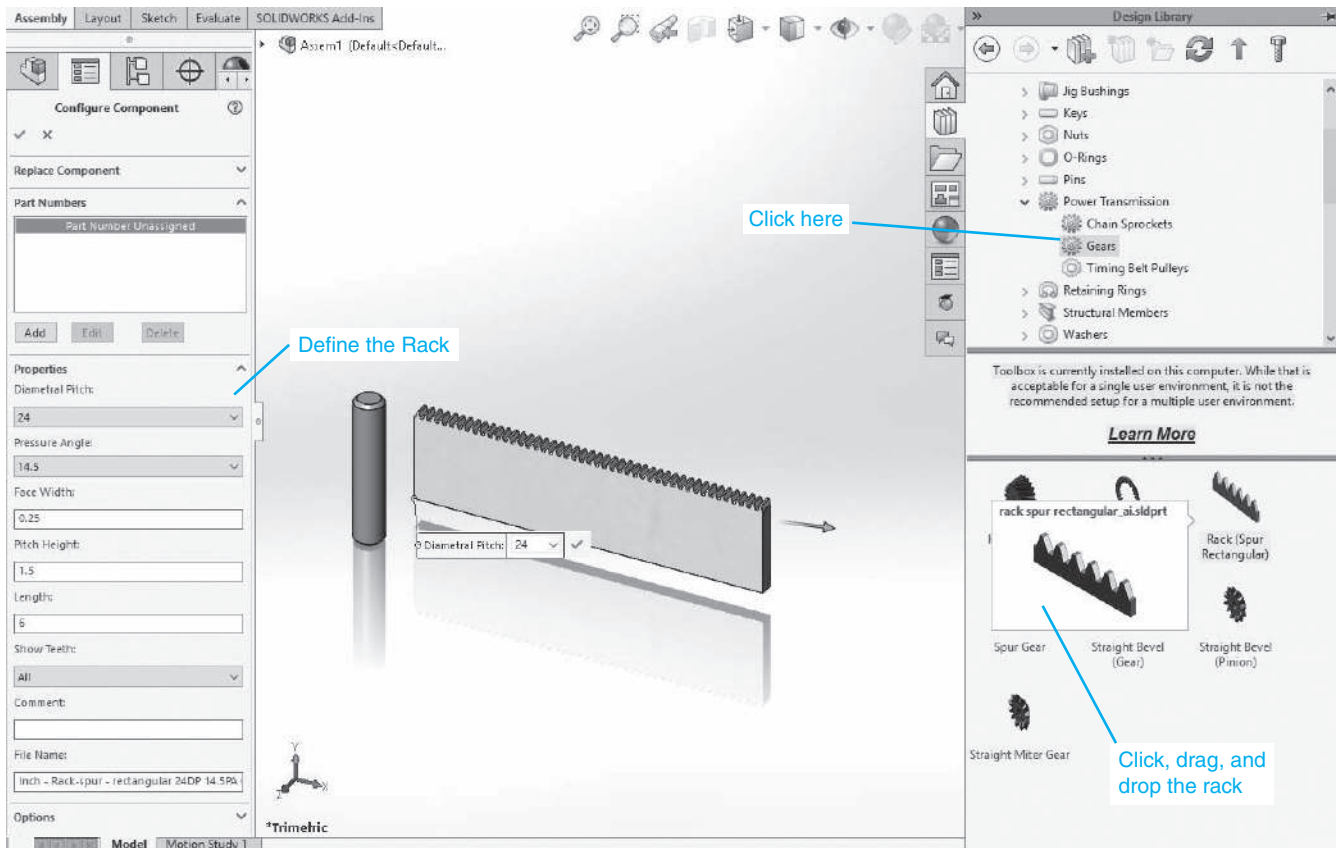 Assembly Layout Sketch Evaluate SOLIDWORKS Add-Ins
Assem1 (Default<Default...
Configure Component
Replace Component
Part Numbers
Part Number Unassigned
Add Edit Delete
Properties
Diametral Pitch:
24
Pressure Angle:
14.5
Face Width:
0.25
Pitch Height:
1.5
Length:
6
Show Teeth:
All
Comment:
File Name:
Inch - Rack-spur - rectangular 24DP 14.5PA
Options
Model Motion Study 1
Define the Rack
Diametral Pitch: 24
Y
X
Z
*Trimetric
Click here
Design Library
Jig Bushings
Keys
Nuts
O-Rings
Pins
Power Transmission
Chain Sprockets
Gears
Timing Belt Pulleys
Retaining Rings
Structural Members
Washers
Toolbox is currently installed on this computer. While that is
acceptable for a single user environment, it is not the
recommended setup for a multiple user environment.
Learn More
rack spur rectangular_ai.sldprt
Rack (Spur
Rectangular)
Spur Gear
Straight Bevel
(Gear)
Straight Bevel
(Pinion)
Straight Miter Gear
Click, drag, and
drop the rack